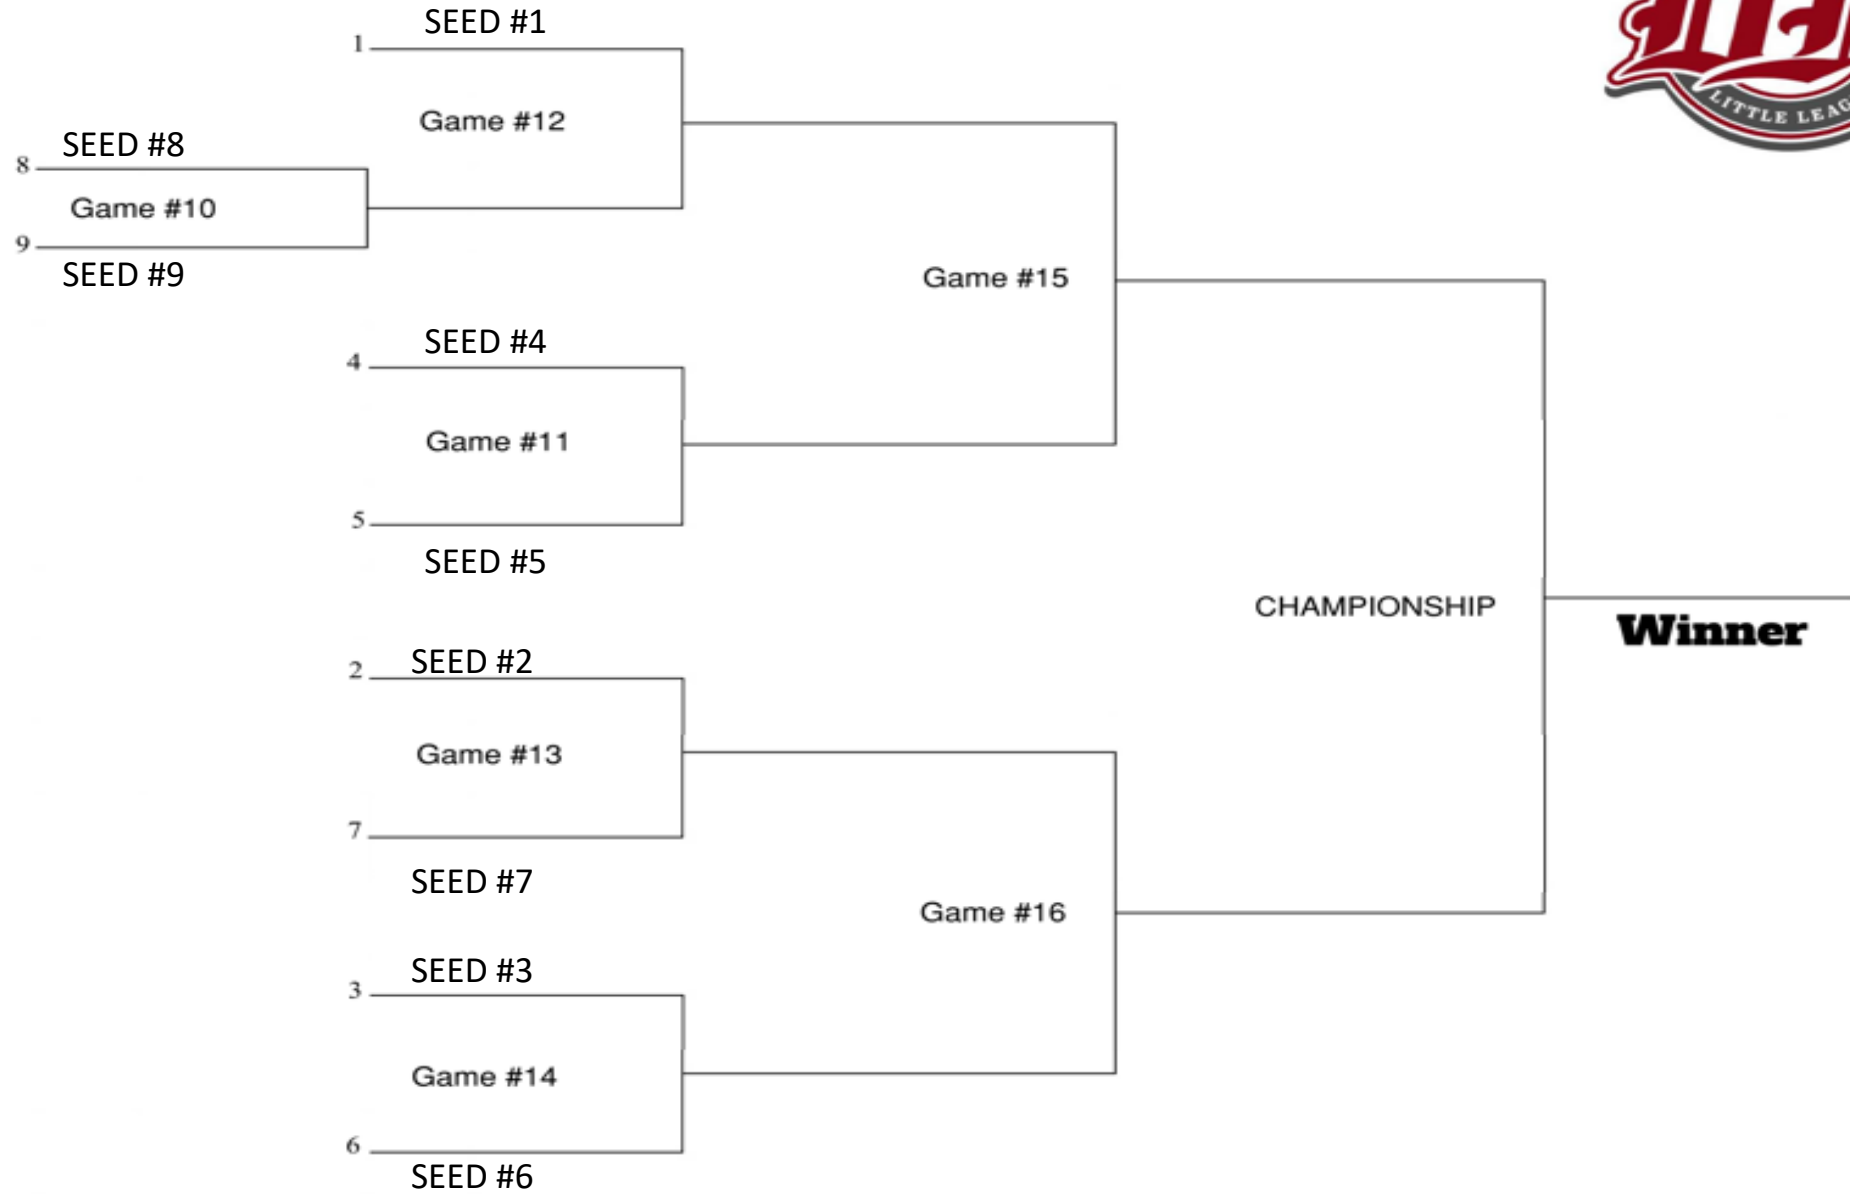 SEED #1
1
Game #12
SEED #8
8
Game #10
9
SEED #9
LITTLE
Game #15
SEED #4
4
Game #11
5
SEED #5
CHAMPIONSHIP
Winner
SEED #2
2
Game #13
7
SEED #7
Game #16
SEED #3
3
Game #14
6
SEED #6